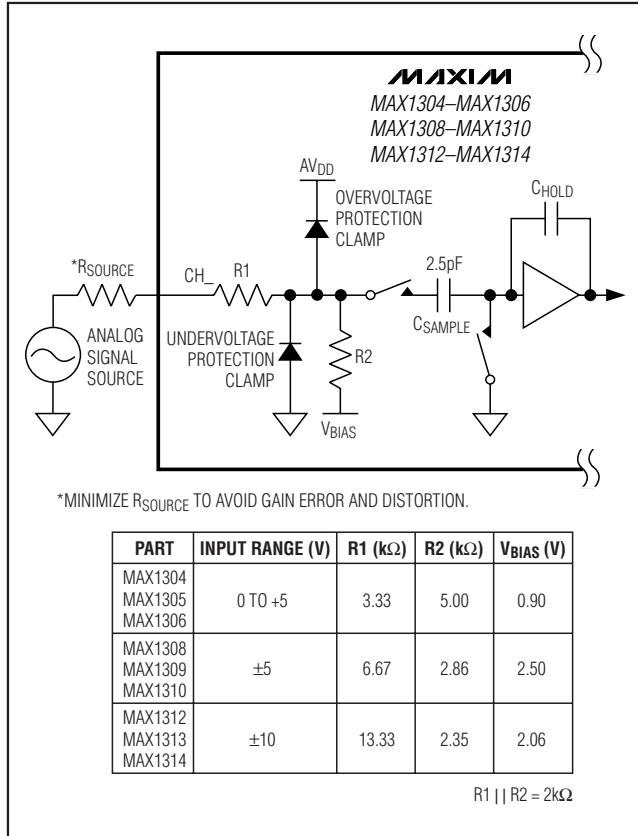 MAXIM
MAX1304–MAX1306
MAX1308–MAX1310
MAX1312–MAX1314
AVDD
OVERVOLTAGE
PROTECTION
CLAMP
CHOLD
*RSOURCE
CH_
R1
2.5pF
ANALOG
SIGNAL
SOURCE
UNDERVOLTAGE
PROTECTION
CLAMP
R2
CSAMPLE
VBIAS
*MINIMIZE RSOURCE TO AVOID GAIN ERROR AND DISTORTION.
PART INPUT RANGE (V) R1 (kΩ) R2 (kΩ) VBIAS (V)
MAX1304
MAX1305 0 TO +5 3.33 5.00 0.90
MAX1306
MAX1308
MAX1309 ±5 6.67 2.86 2.50
MAX1310
MAX1312
MAX1313 ±10 13.33 2.35 2.06
MAX1314
R1 || R2 = 2kΩ